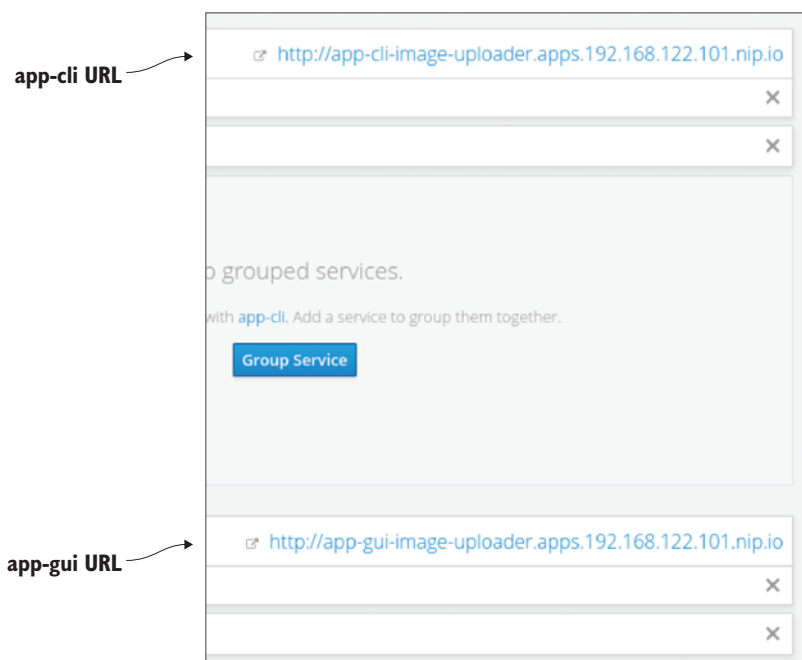 app-cli URL
http://app-cli-image-uploader.apps.192.168.122.101.nip.io
grouped services.
with app-cli. Add a service to group them together.
Group Service
app-gui URL
http://app-gui-image-uploader.apps.192.168.122.101.nip.io